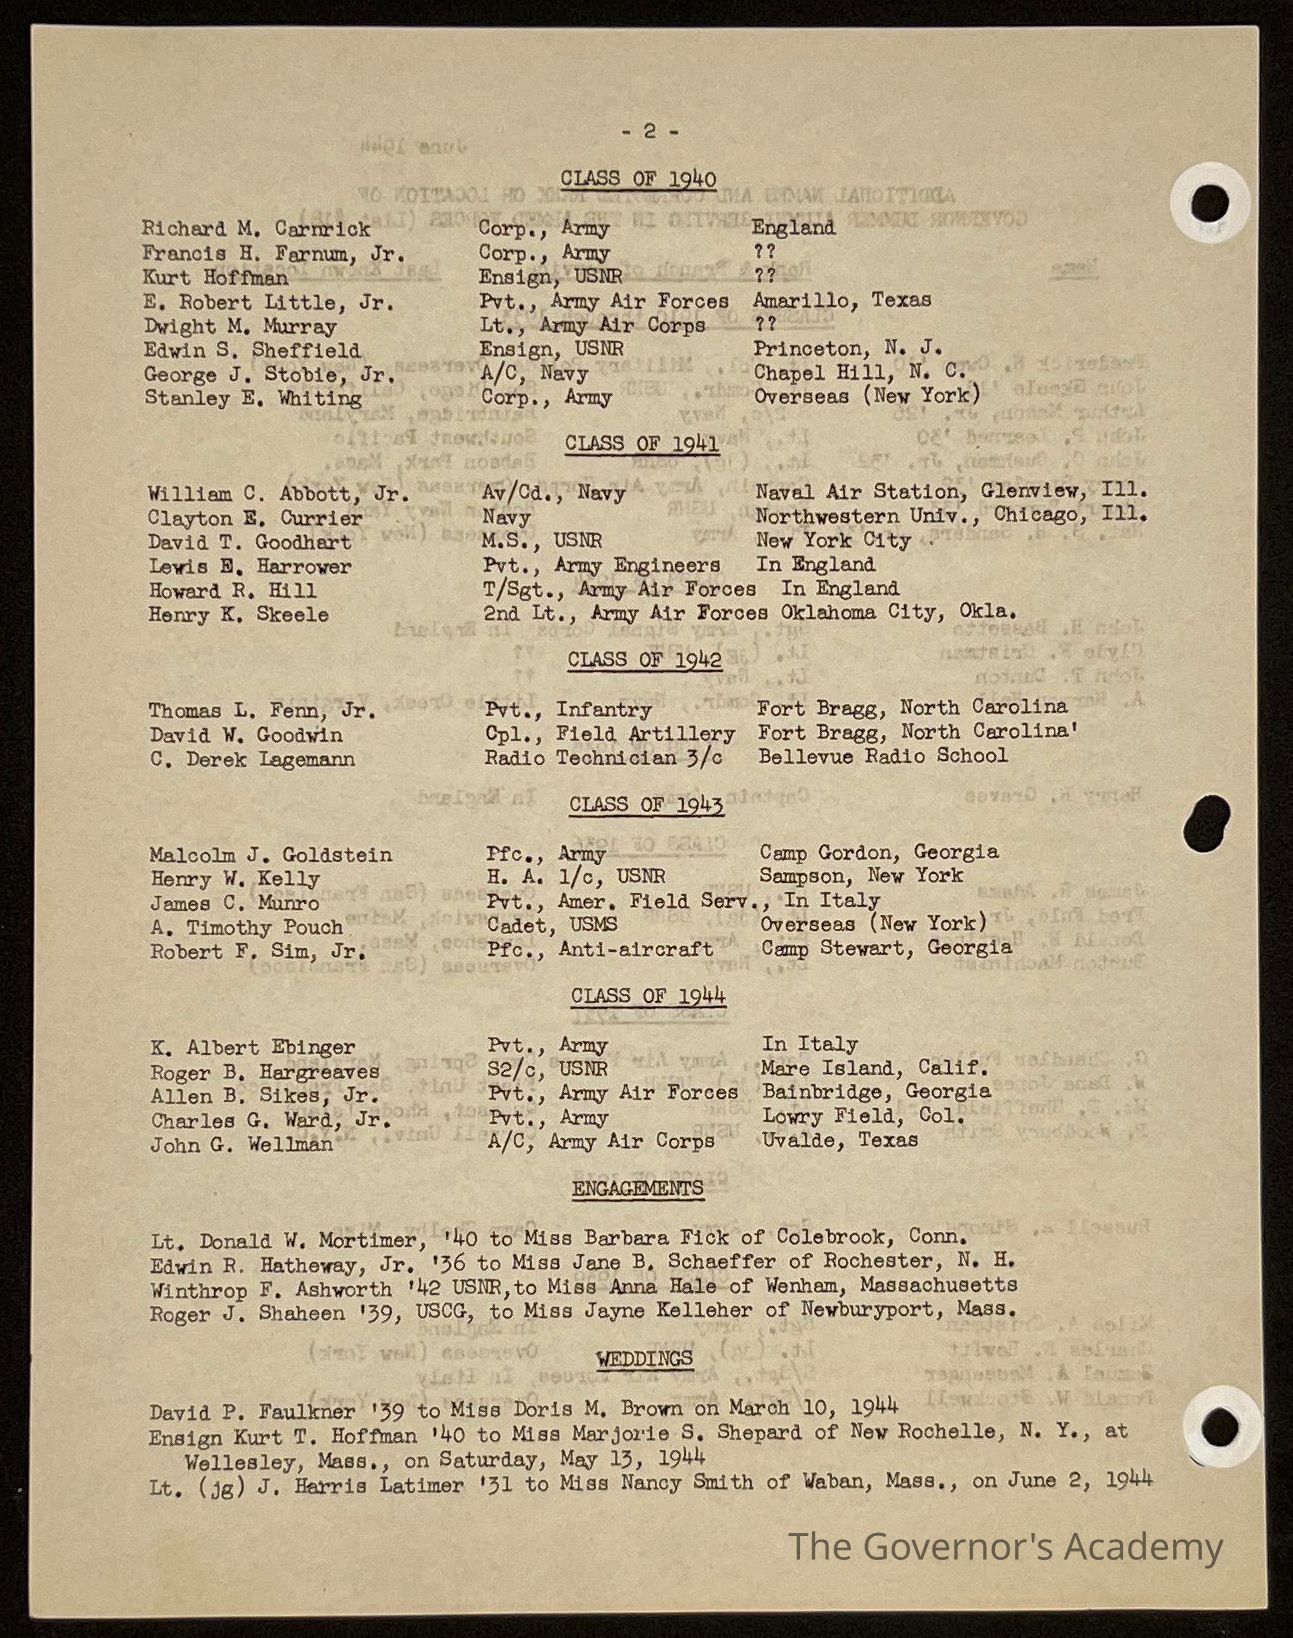 - 2 -
CLASS OF 1940
Richard M. Carnrick Corp., Army England
Francis H. Farnum, Jr. Corp., Army ??
Kurt Hoffman Ensign, USNR ??
E. Robert Little, Jr. Pvt., Army Air Forces Amarillo, Texas
Dwight M. Murray Lt., Army Air Corps ??
Edwin S. Sheffield Ensign, USNR Princeton, N. J.
George J. Stobie, Jr. A/C, Navy Chapel Hill, N. C.
Stanley E. Whiting Corp., Army Overseas (New York)
CLASS OF 1941
William C. Abbott, Jr. Av/Cd., Navy Naval Air Station, Glenview, Ill.
Clayton E. Currier Navy Northwestern Univ., Chicago, Ill.
David T. Goodhart M.S., USNR New York City
Lewis E. Harrower Pvt., Army Engineers In England
Howard R. Hill T/Sgt., Army Air Forces In England
Henry K. Skeele 2nd Lt., Army Air Forces Oklahoma City, Okla.
CLASS OF 1942
Thomas L. Fenn, Jr. Pvt., Infantry Fort Bragg, North Carolina
David W. Goodwin Cpl., Field Artillery Fort Bragg, North Carolina'
C. Derek Lagemann Radio Technician 3/c Bellevue Radio School
CLASS OF 1943
Malcolm J. Goldstein Pfc., Army Camp Gordon, Georgia
Henry W. Kelly H. A. 1/c, USNR Sampson, New York
James C. Munro Pvt., Amer. Field Serv., In Italy
A. Timothy Pouch Cadet, USMS Overseas (New York)
Robert F. Sim, Jr. Pfc., Anti-aircraft Camp Stewart, Georgia
CLASS OF 1944
K. Albert Ebinger Pvt., Army In Italy
Roger B. Hargreaves S2/c, USNR Mare Island, Calif.
Allen B. Sikes, Jr. Pvt., Army Air Forces Bainbridge, Georgia
Charles G. Ward, Jr. Pvt., Army Lowry Field, Col.
John G. Wellman A/C, Army Air Corps Uvalde, Texas
ENGAGEMENTS
Lt. Donald W. Mortimer, '40 to Miss Barbara Fick of Colebrook, Conn.
Edwin R. Hatheway, Jr. '36 to Miss Jane B. Schaeffer of Rochester, N. H.
Winthrop F. Ashworth '42 USNR,to Miss Anna Hale of Wenham, Massachusetts
Roger J. Shaheen '39, USCG, to Miss Jayne Kelleher of Newburyport, Mass.
WEDDINGS
David P. Faulkner '39 to Miss Doris M. Brown on March 10, 1944
Ensign Kurt T. Hoffman '40 to Miss Marjorie S. Shepard of New Rochelle, N. Y., at
Wellesley, Mass., on Saturday, May 13, 1944
Lt. (jg) J. Harris Latimer '31 to Miss Nancy Smith of Waban, Mass., on June 2, 1944
The Governor's Academy